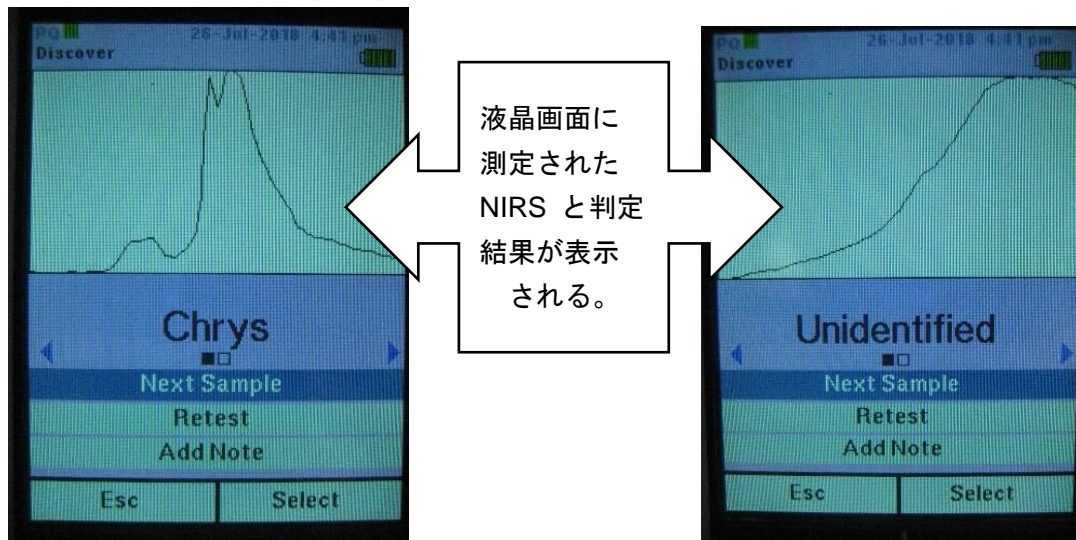 PQ 26-Jul-2018 4:41 pm
Discover
Chrys
Next Sample
Retest
Add Note
Esc Select
液晶画面に
測定された
NIRS と判定
結果が表示
される。
PQ 26-Jul-2018 4:41 pm
Discover
Unidentified
Next Sample
Retest
Add Note
Esc Select